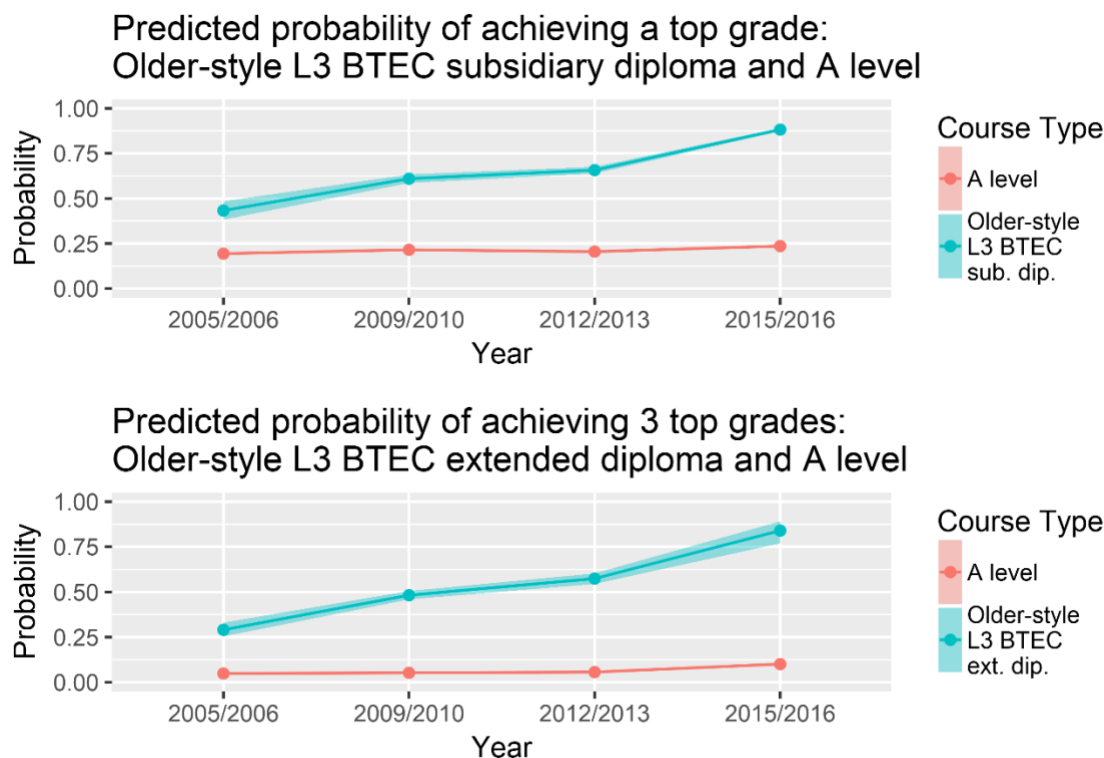 Predicted probability of achieving a top grade:
Older-style L3 BTEC subsidiary diploma and A level
Probability
1.00
0.75
0.50
0.25
0.00
2005/2006
2009/2010
2012/2013
2015/2016
Year
Course Type
A level
Older-style
L3 BTEC
sub. dip.
Predicted probability of achieving 3 top grades:
Older-style L3 BTEC extended diploma and A level
Probability
1.00
0.75
0.50
0.25
0.00
2005/2006
2009/2010
2012/2013
2015/2016
Year
Course Type
A level
Older-style
L3 BTEC
ext. dip.